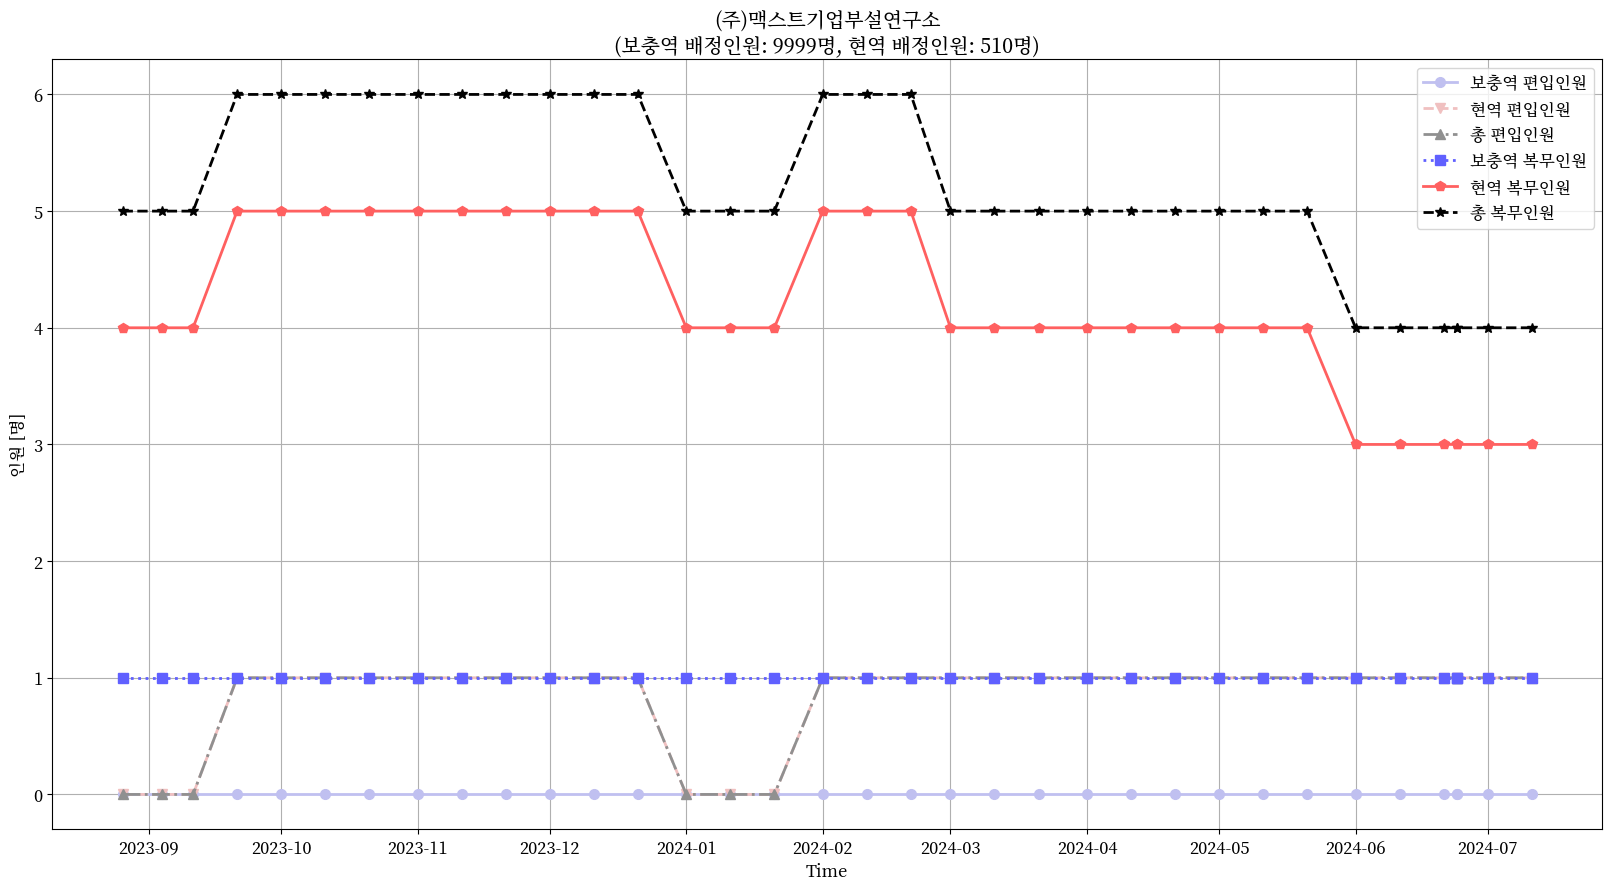 (주)맥스트기업부설연구소
(보충역 배정인원: 9999명, 현역 배정인원: 510명)
보충역 편입인원
현역 편입인원
총 편입인원
보충역 복무인원
현역 복무인원
총 복무인원
6
5
4
3
2
1
0
인원 [명]
2023-09 2023-10 2023-11 2023-12 2024-01 2024-02 2024-03 2024-04 2024-05 2024-06 2024-07
Time